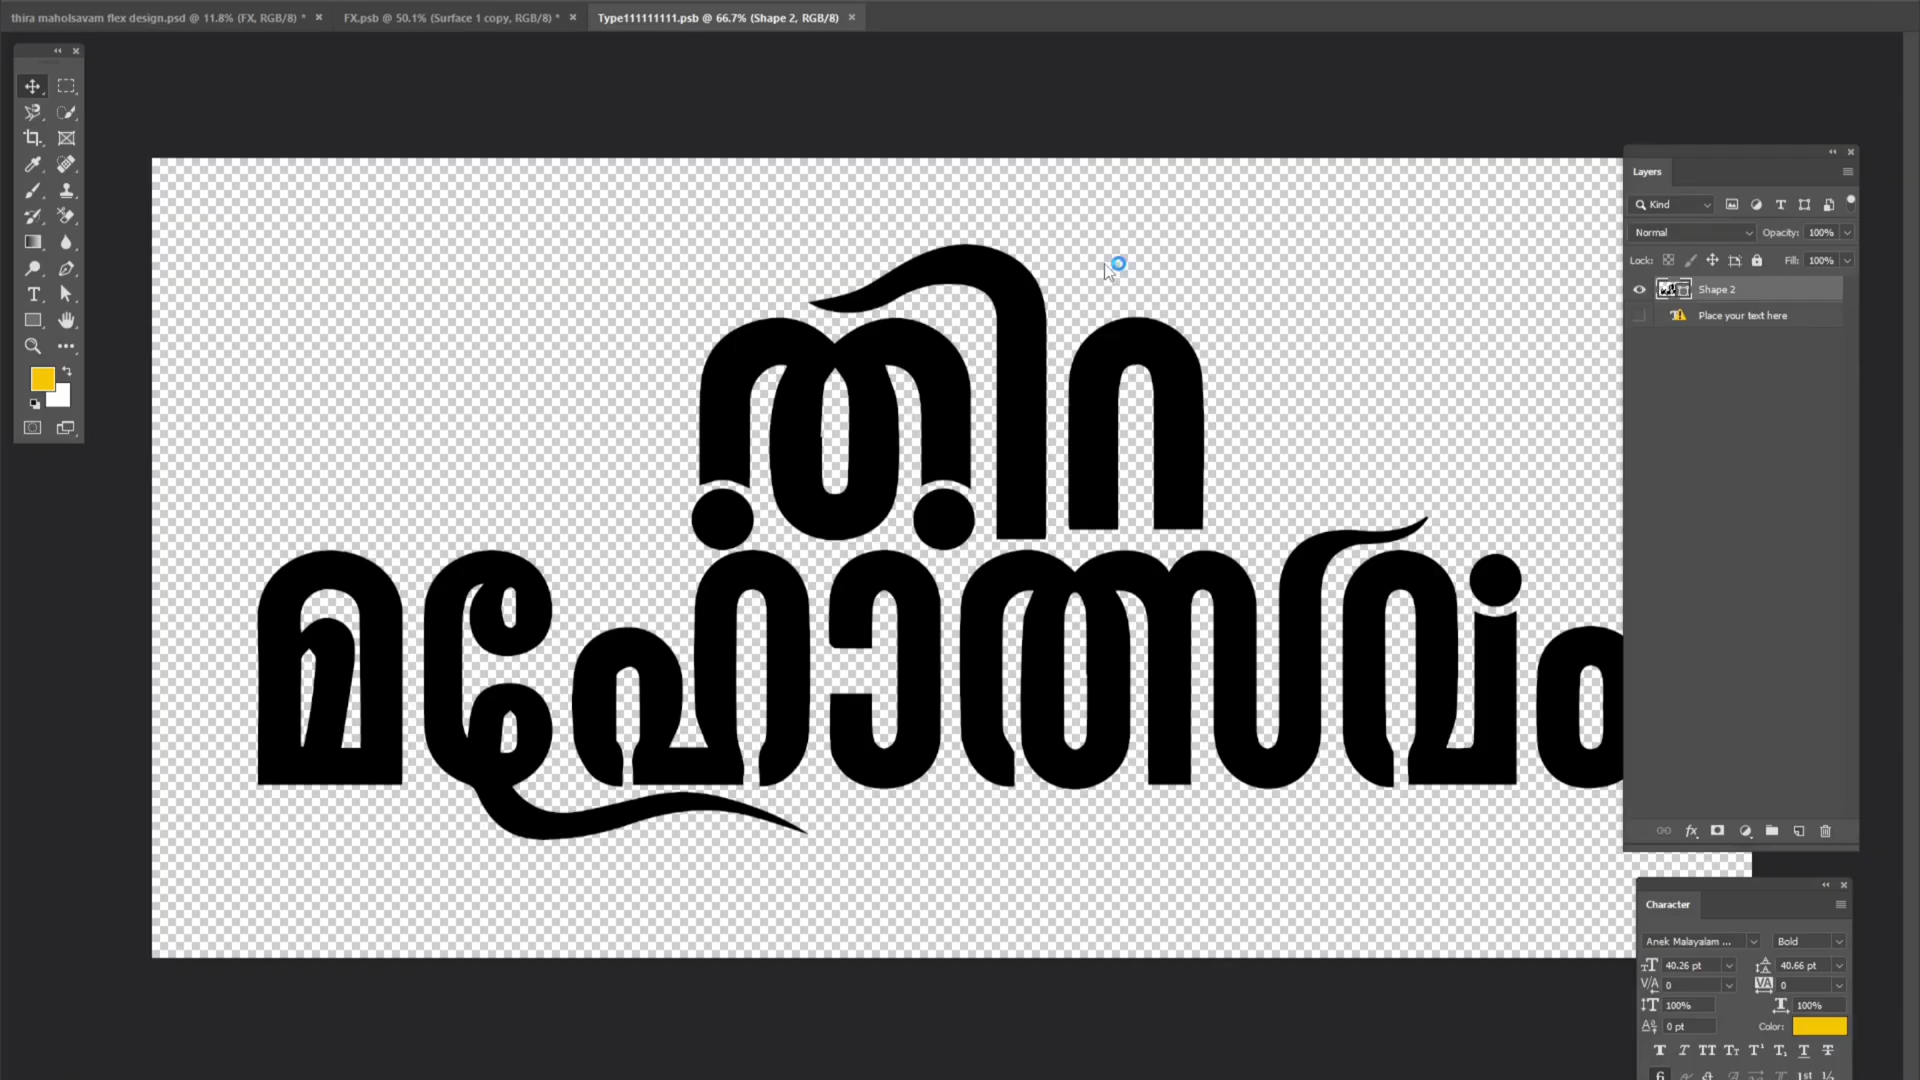 thira maholsavam flex design.psd @ 11.8% (FX, RGB/8) *
FX.psb @ 50.1% (Surface 1 copy, RGB/8) *
Type111111111.psb @ 66.7% (Shape 2, RGB/8)
തിറ
മഹോത്സവം
Layers
Kind
Normal
Opacity: 100%
Lock:
Fill: 100%
Shape 2
Place your text here
Character
Anek Malayalam ...
Bold
40.26 pt
40.66 pt
0
0
100%
100%
0 pt
Color: